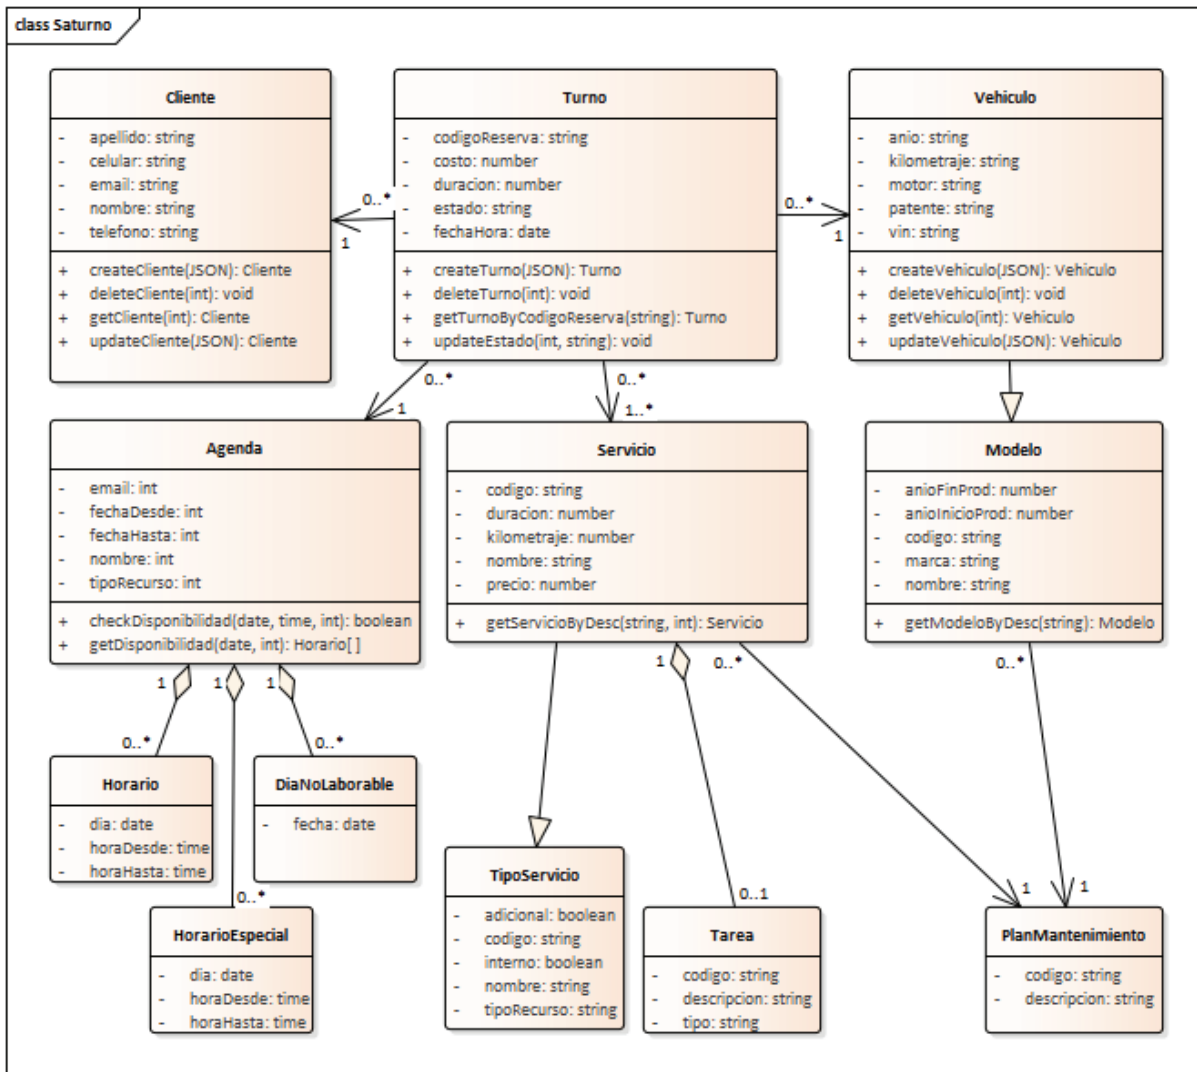 class Saturno
Cliente
- apellido: string
- celular: string
- email: string
- nombre: string
- telefono: string
+ createCliente(JSON): Cliente
+ deleteCliente(int): void
+ getCliente(int): Cliente
+ updateCliente(JSON): Cliente
0..*
1
Turno
- codigoReserva: string
- costo: number
- duracion: number
- estado: string
- fechaHora: date
+ createTurno(JSON): Turno
+ deleteTurno(int): void
+ getTurnoByCodigoReserva(string): Turno
+ updateEstado(int, string): void
0..*
1
Vehiculo
- anio: string
- kilometraje: string
- motor: string
- patente: string
- vin: string
+ createVehiculo(JSON): Vehiculo
+ deleteVehiculo(int): void
+ getVehiculo(int): Vehiculo
+ updateVehiculo(JSON): Vehiculo
0..*
1
0..*
1..*
Agenda
- email: int
- fechaDesde: int
- fechaHasta: int
- nombre: int
- tipoRecurso: int
+ checkDisponibilidad(date, time, int): boolean
+ getDisponibilidad(date, int): Horario[ ]
Servicio
- codigo: string
- duracion: number
- kilometraje: number
- nombre: string
- precio: number
+ getServicioByDesc(string, int): Servicio
Modelo
- anioFinProd: number
- anioInicioProd: number
- codigo: string
- marca: string
- nombre: string
+ getModeloByDesc(string): Modelo
1
1
1
1
0..*
0..*
0..*
0..*
Horario
- dia: date
- horaDesde: time
- horaHasta: time
DiaNoLaborable
- fecha: date
0..*
HorarioEspecial
- dia: date
- horaDesde: time
- horaHasta: time
TipoServicio
- adicional: boolean
- codigo: string
- interno: boolean
- nombre: string
- tipoRecurso: string
0..1
Tarea
- codigo: string
- descripcion: string
- tipo: string
1
1
PlanMantenimiento
- codigo: string
- descripcion: string